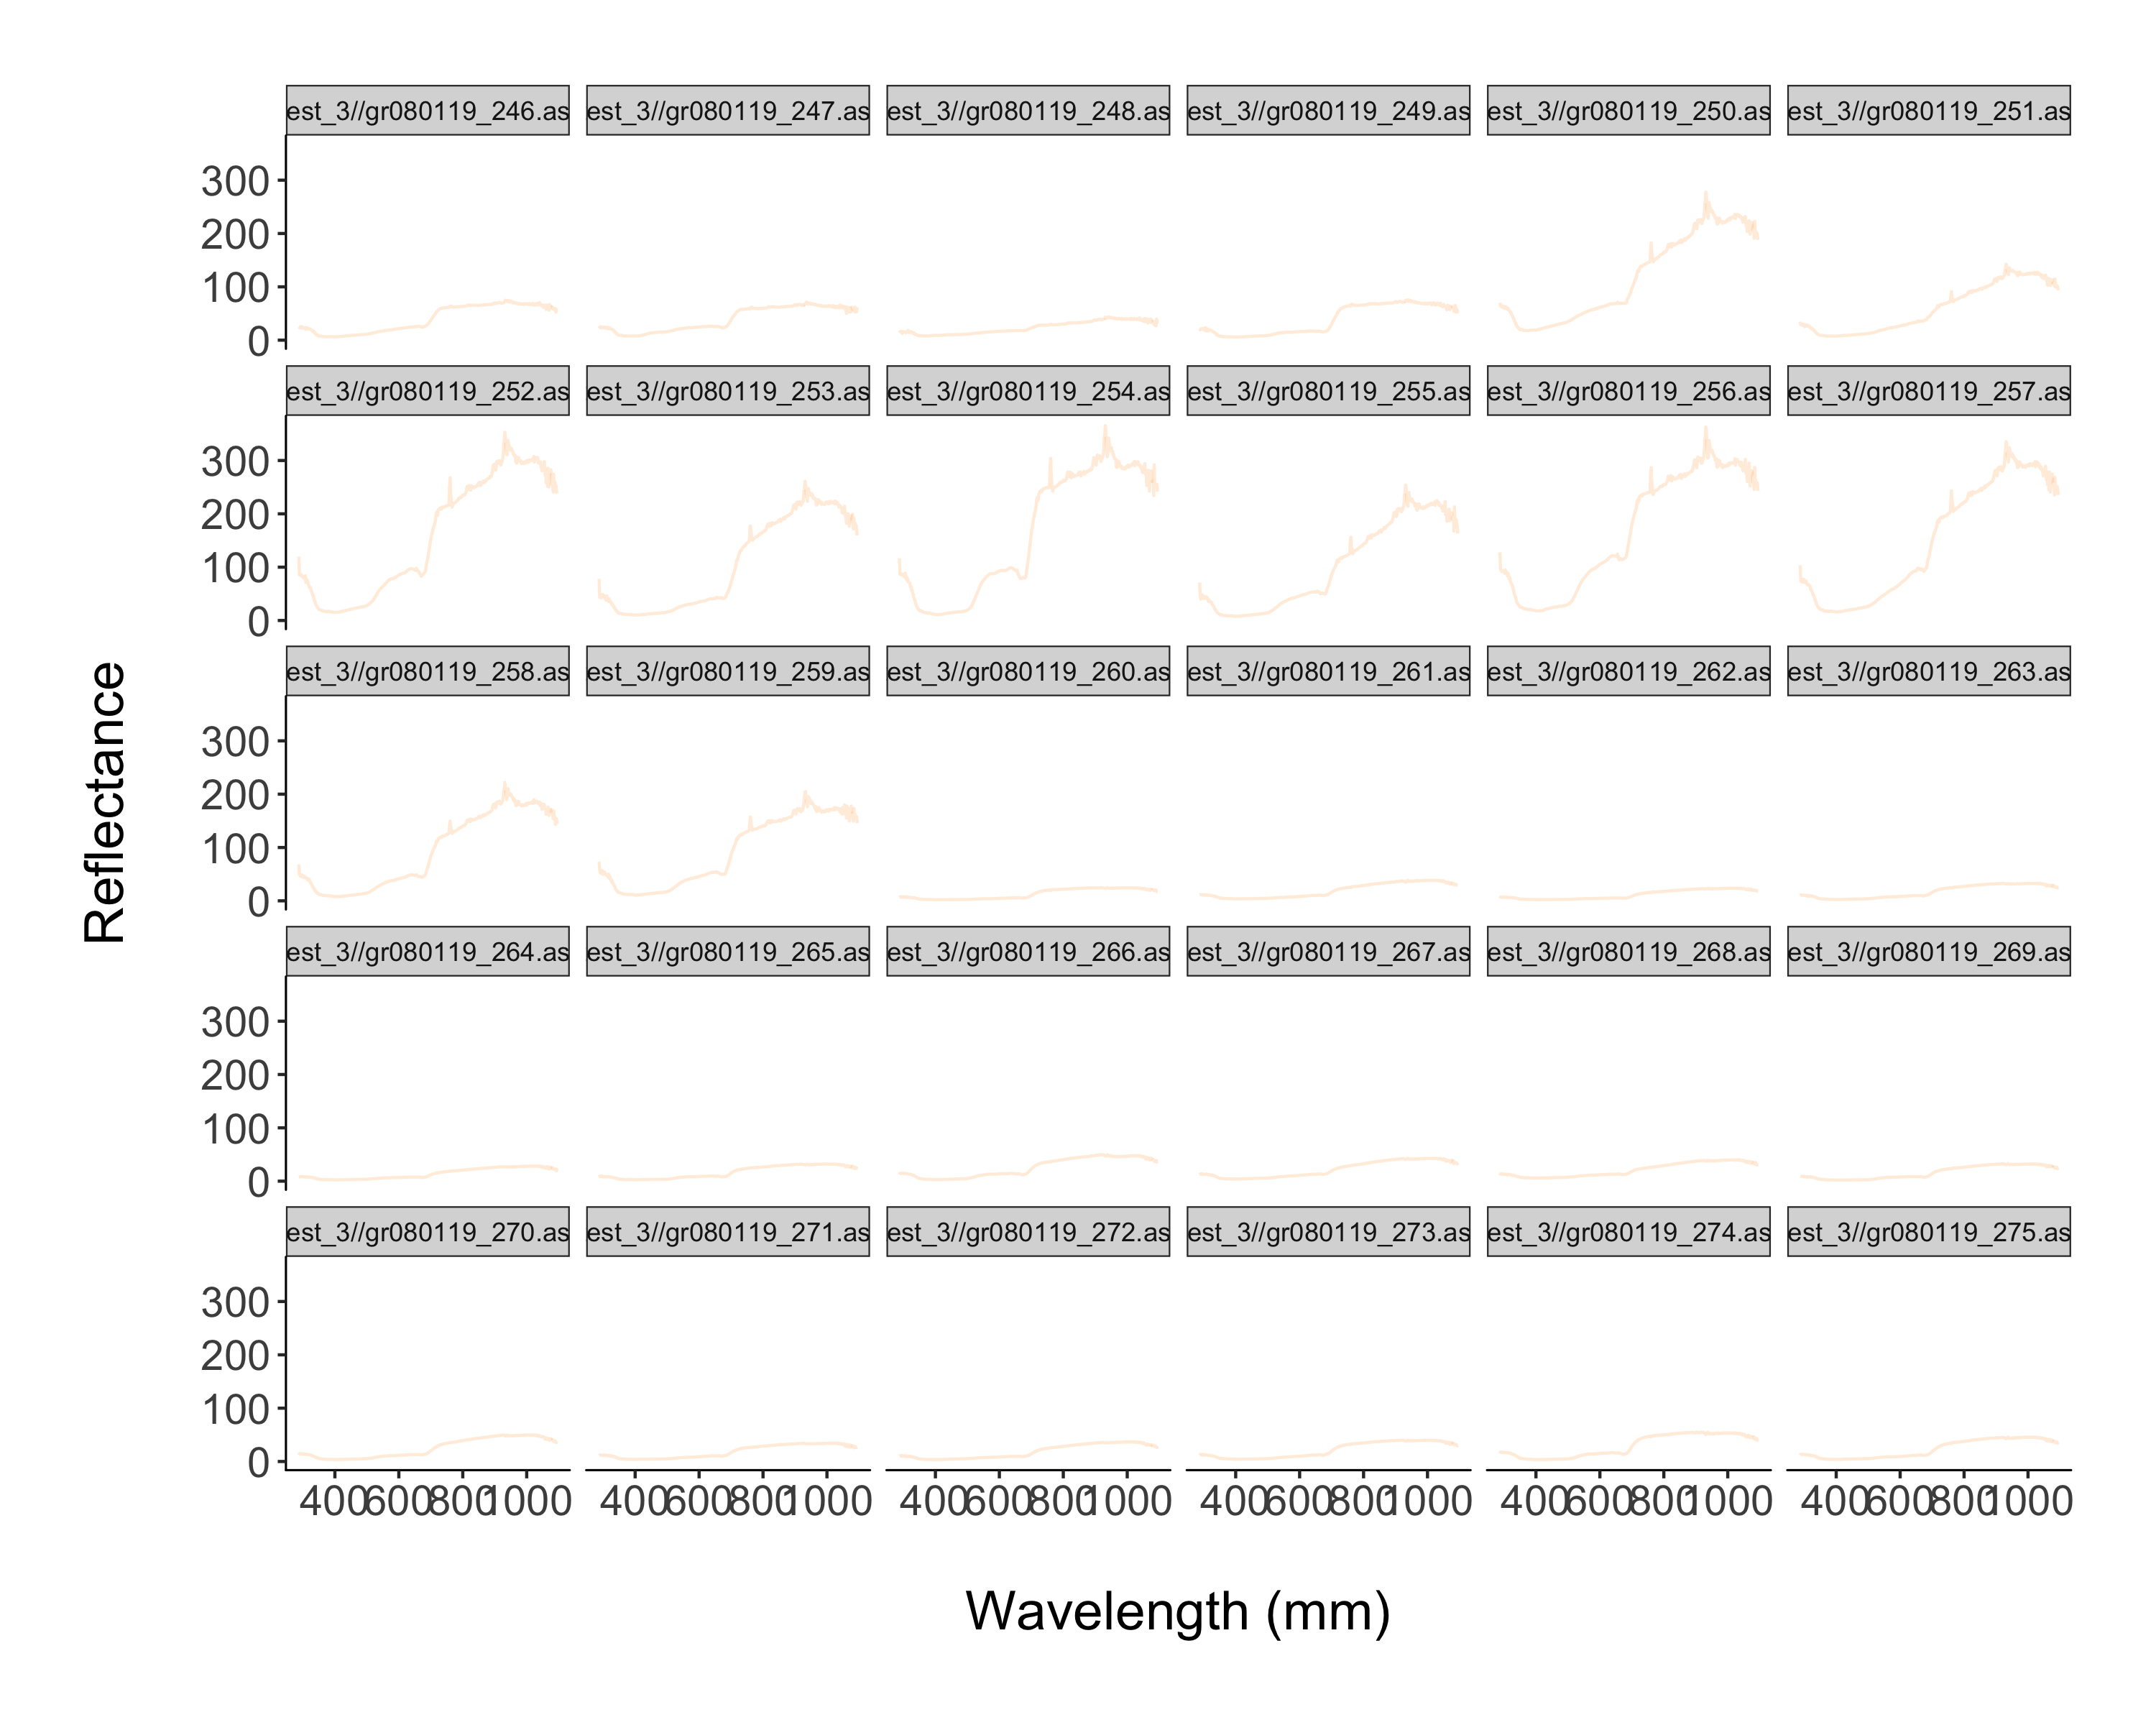 est_3//gr080119_246.as est_3//gr080119_247.as est_3//gr080119_248.as est_3//gr080119_249.as est_3//gr080119_250.as est_3//gr080119_251.as
300
200
100
0
est_3//gr080119_252.as est_3//gr080119_253.as est_3//gr080119_254.as est_3//gr080119_255.as est_3//gr080119_256.as est_3//gr080119_257.as
300
200
100
0
est_3//gr080119_258.as est_3//gr080119_259.as est_3//gr080119_260.as est_3//gr080119_261.as est_3//gr080119_262.as est_3//gr080119_263.as
300
200
100
0
est_3//gr080119_264.as est_3//gr080119_265.as est_3//gr080119_266.as est_3//gr080119_267.as est_3//gr080119_268.as est_3//gr080119_269.as
300
200
100
0
est_3//gr080119_270.as est_3//gr080119_271.as est_3//gr080119_272.as est_3//gr080119_273.as est_3//gr080119_274.as est_3//gr080119_275.as
300
200
100
0
400 600 800 1000 400 600 800 1000 400 600 800 1000 400 600 800 1000 400 600 800 1000 400 600 800 1000
Reflectance
Wavelength (mm)